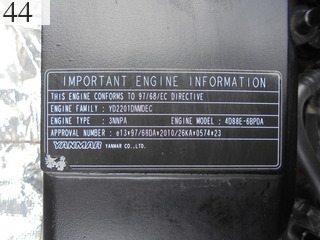 44
IMPORTANT ENGINE INFORMATION
THIS ENGINE CONFORMS TO 97/68/EC DIRECTIVE
ENGINE FAMILY : YD2201DNMDEC
ENGINE TYPE : 3NNPA ENGINE MODEL : 4D88E-6BPDA
APPROVAL NUMBER : e13*97/68DA*2010/26KA*0574*23
YANMAR YANMAR CO.,LTD.